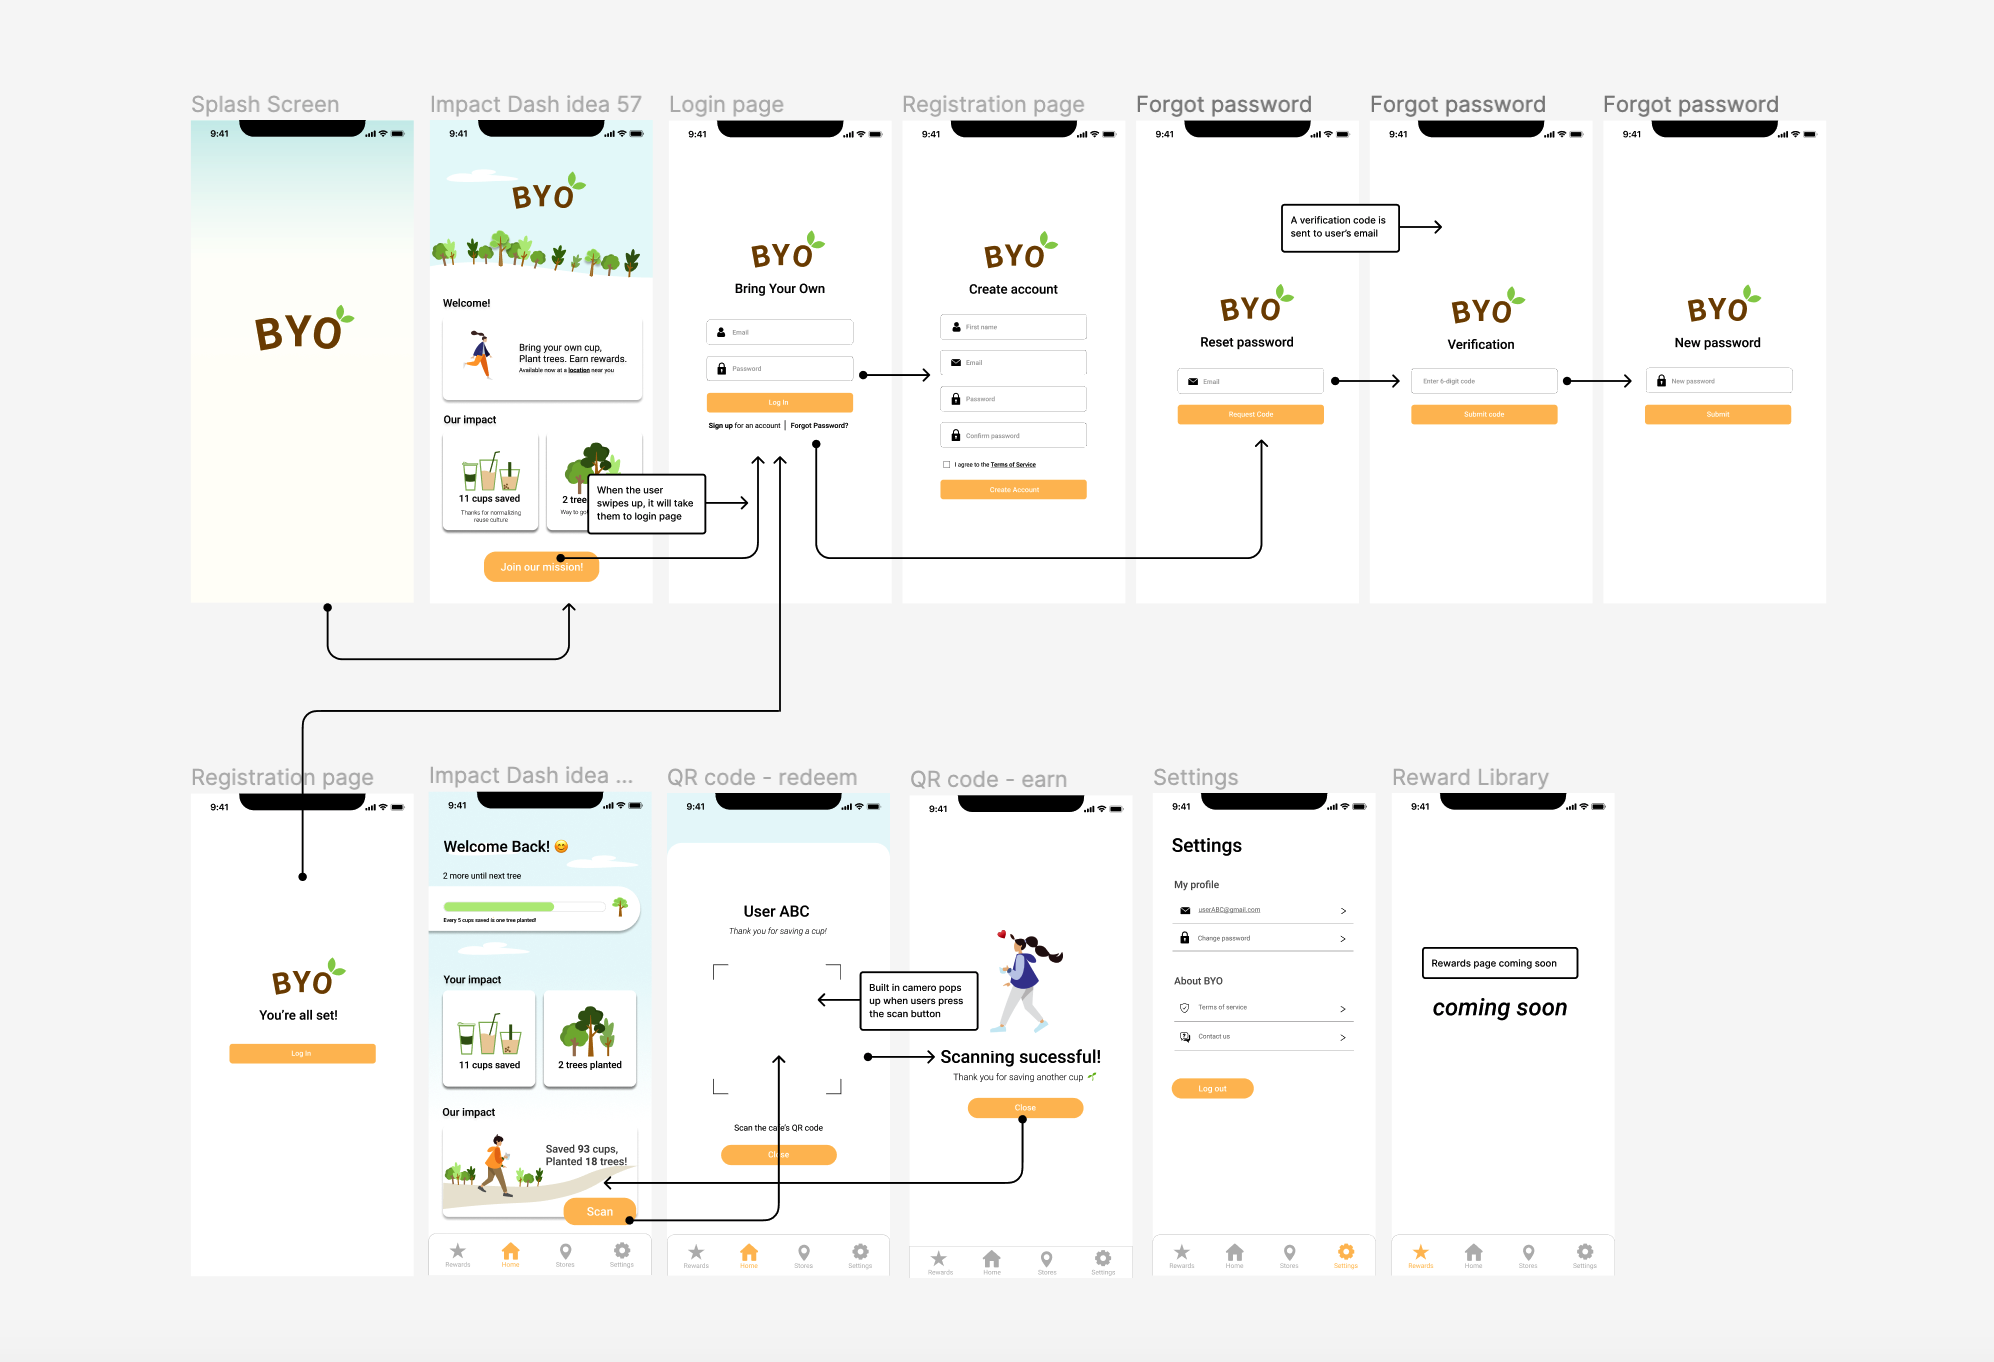 Splash Screen
9:41
BYO
Impact Dash idea 57
9:41
BYO
Welcome!
Bring your own cup,
Plant trees. Earn rewards.
Available now at a location near you
Our impact
11 cups saved
Thanks for normalizing
reuse culture
2 tree
Way to go
Join our mission!
When the user
swipes up, it will take
them to login page
Login page
9:41
BYO
Bring Your Own
Email
Password
Log In
Sign up for an account | Forgot Password?
Registration page
9:41
BYO
Create account
First name
Email
Password
Confirm password
I agree to the Terms of Service
Create Account
Forgot password
9:41
BYO
Reset password
Email
Request Code
A verification code is
sent to user's email
Forgot password
9:41
BYO
Verification
Enter 6-digit code
Submit code
Forgot password
9:41
BYO
New password
New password
Submit
Registration page
9:41
BYO
You're all set!
Log In
Impact Dash idea ...
9:41
Welcome Back! 😊
2 more until next tree
Every 5 cups saved is one tree planted!
Your impact
11 cups saved
2 trees planted
Our impact
Saved 93 cups,
Planted 18 trees!
Scan
Rewards Home Stores Settings
QR code - redeem
9:41
User ABC
Thank you for saving a cup!
Scan the cafe's QR code
Close
Rewards Home Stores Settings
Built in camero pops
up when users press
the scan button
QR code - earn
9:41
Scanning sucessful!
Thank you for saving another cup 🌱
Close
Rewards Home Stores Settings
Settings
9:41
Settings
My profile
userABC@gmail.com
Change password
About BYO
Terms of service
Contact us
Log out
Rewards Home Stores Settings
Reward Library
9:41
Rewards page coming soon
coming soon
Rewards Home Stores Settings